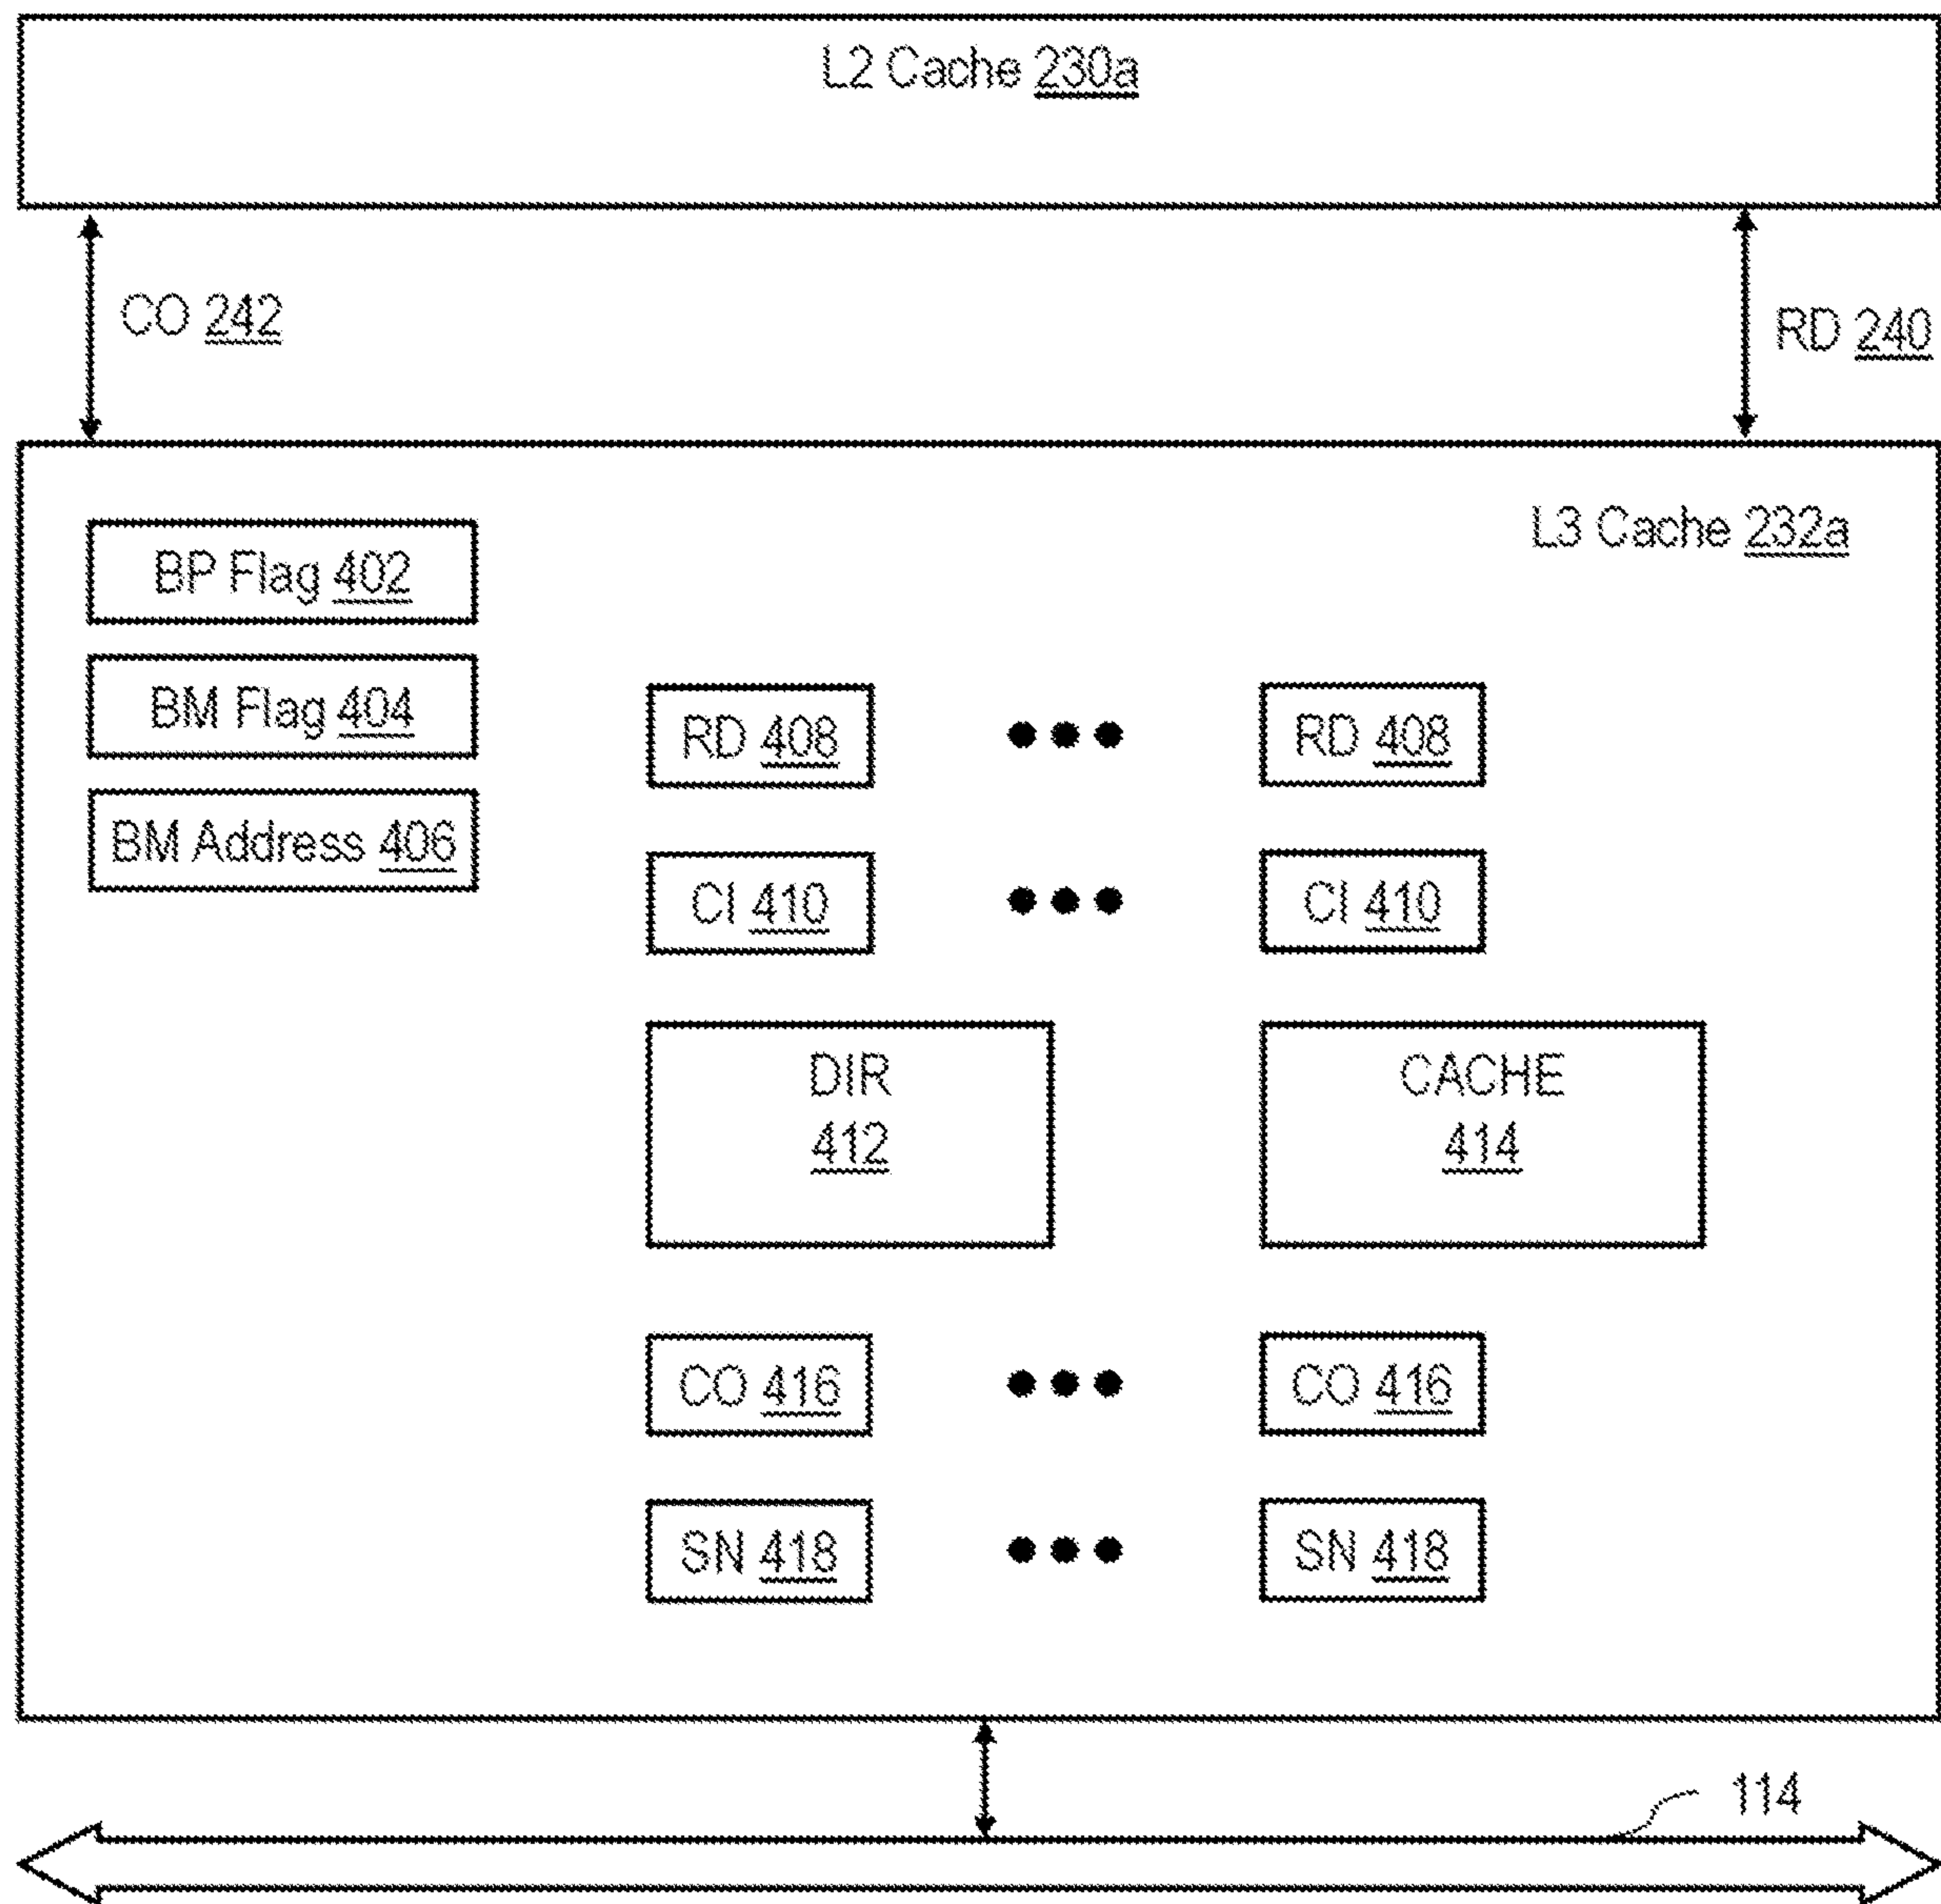 L2 Cache 230a
CO 242
RD 240
L3 Cache 232a
BP Flag 402
BM Flag 404
BM Address 406
RD 408
RD 408
CI 410
CI 410
DIR
412
CACHE
414
CO 416
CO 416
SN 418
SN 418
114